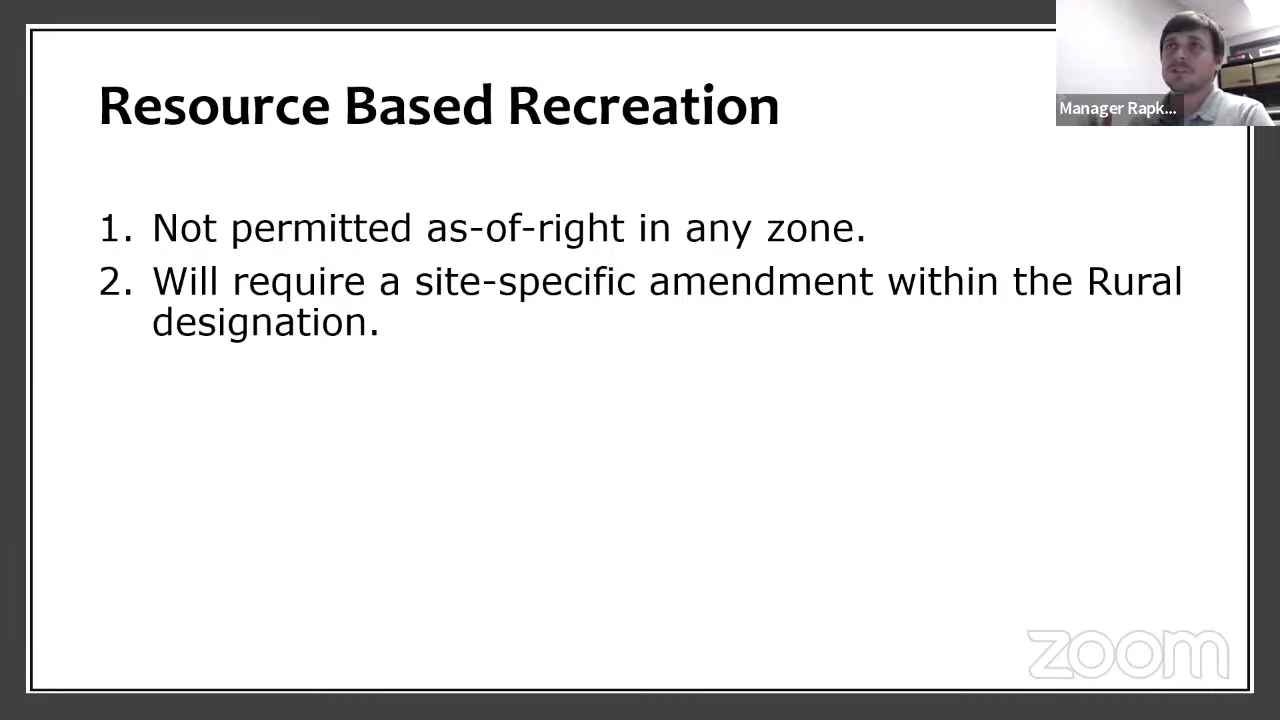 Resource Based Recreation
Manager Rapk...
1. Not permitted as-of-right in any zone.
2. Will require a site-specific amendment within the Rural
designation.
zoom